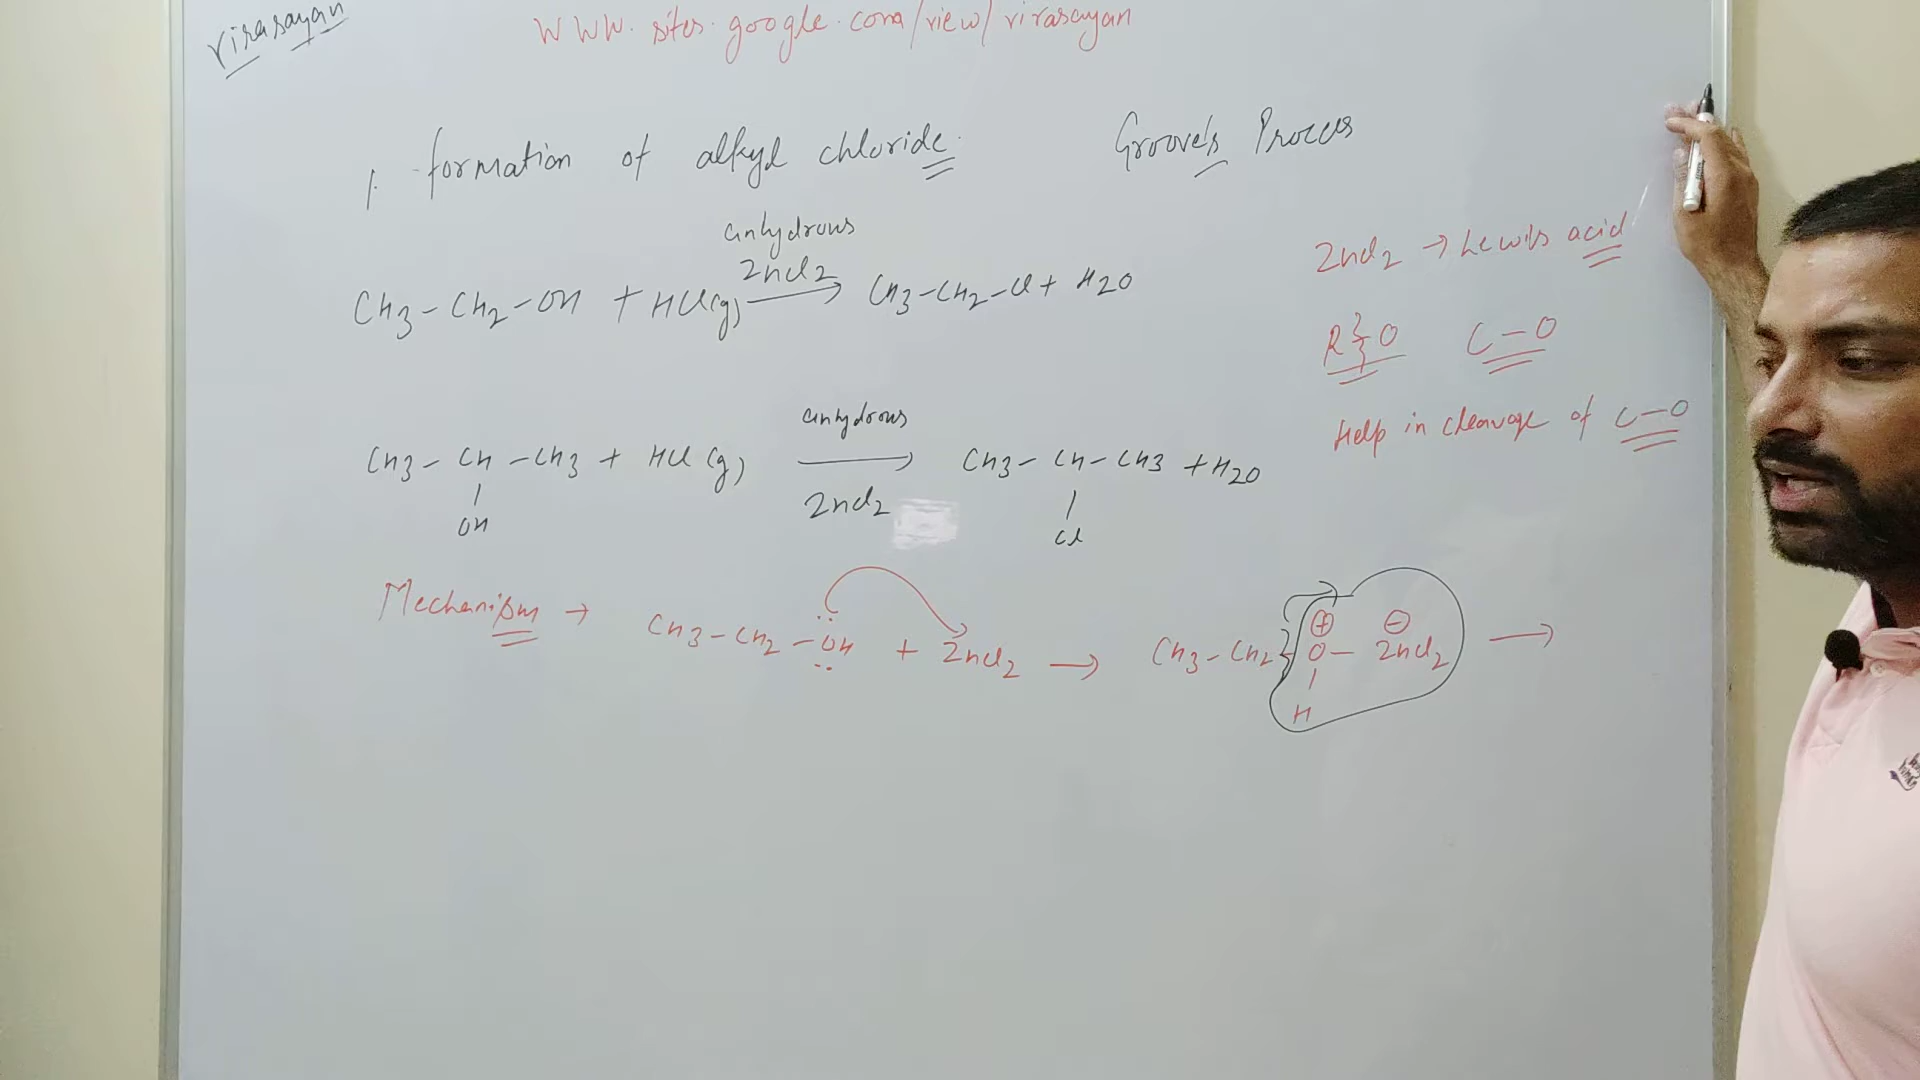 virasayan
WWW.sites.google.com/view/virasayan
1. formation of alkyl chloride. Groove's Process
anhydrous
ZnCl2 → Lewis acid
CH3-CH2-OH + HCl(g) ZnCl2 → CH3-CH2-Cl + H2O
R}O C-O
anhydrous
Help in cleavage of C-O
CH3-CH-CH3 + HCl(g) → CH3-CH-CH3 + H2O
ZnCl2
OH Cl
Mechanism → CH3-CH2-OH + ZnCl2 → CH3-CH2}O-ZnCl2 →
⊕ ⊖
H